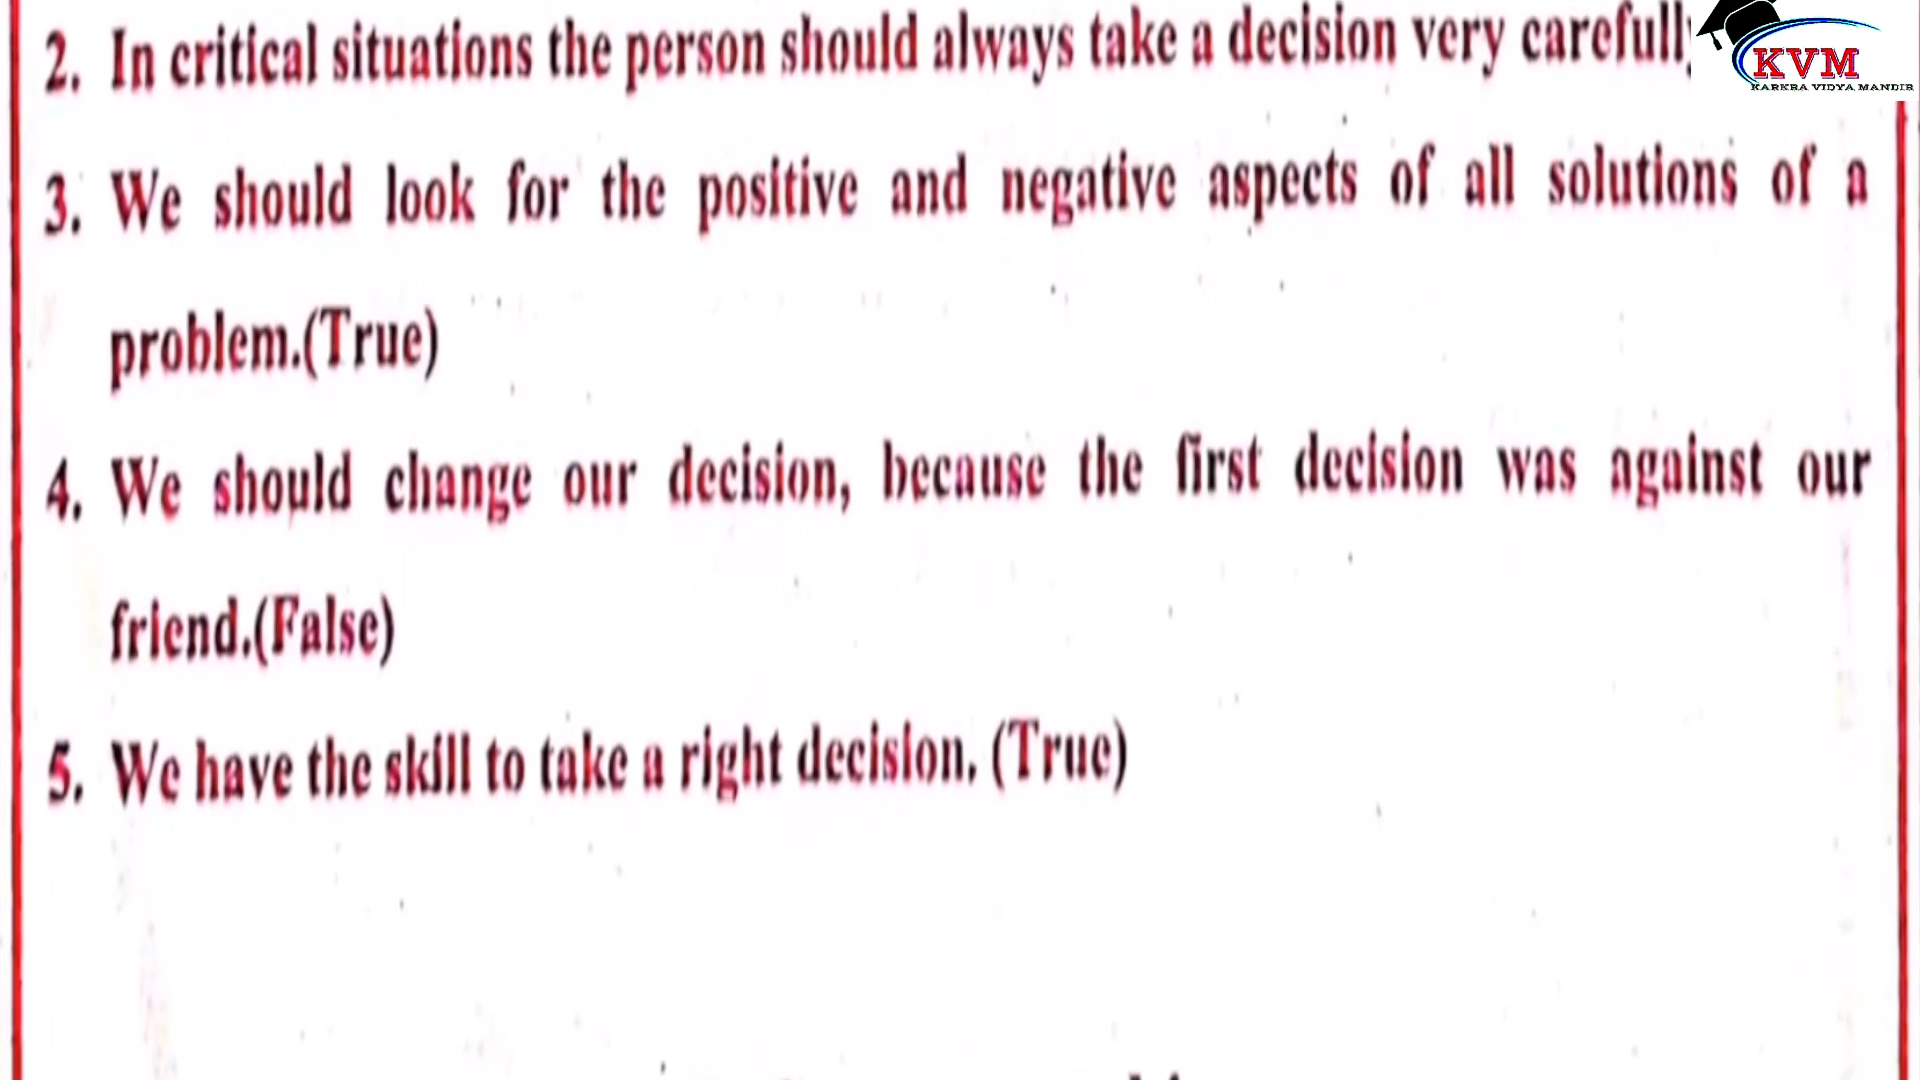 2. In critical situations the person should always take a decision very carefull
KVM
KARKRA VIDYA MANDIR
3. We should look for the positive and negative aspects of all solutions of a
problem.(True)
4. We should change our decision, because the first decision was against our
friend.(False)
5. We have the skill to take a right decision. (True)